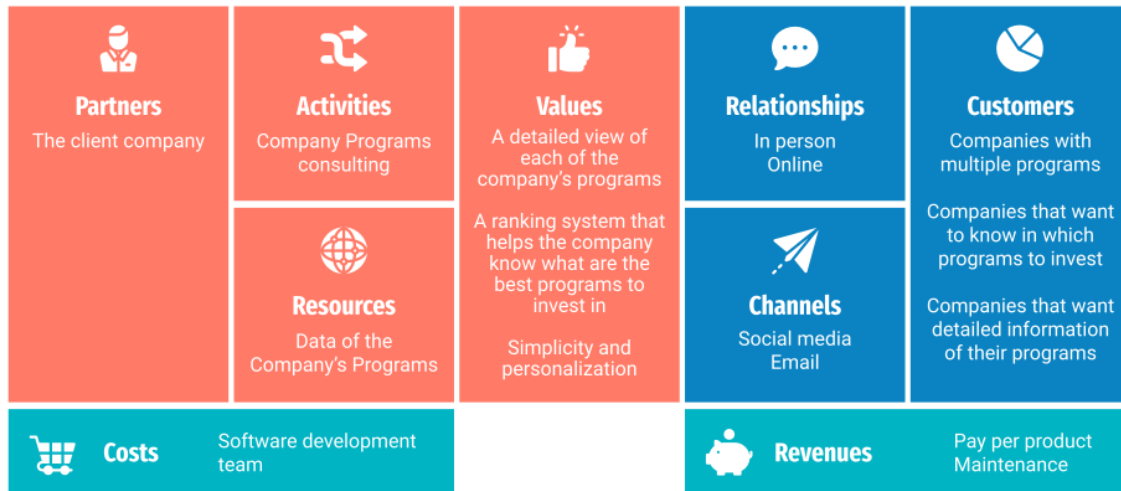 Partners
The client company
Activities
Company Programs
consulting
Resources
Data of the
Company's Programs
Values
A detailed view of
each of the
company's programs
A ranking system that
helps the company
know what are the
best programs to
invest in
Simplicity and
personalization
Relationships
In person
Online
Channels
Social media
Email
Customers
Companies with
multiple programs
Companies that want
to know in which
programs to invest
Companies that want
detailed information
of their programs
Costs
Software development
team
Revenues
Pay per product
Maintenance